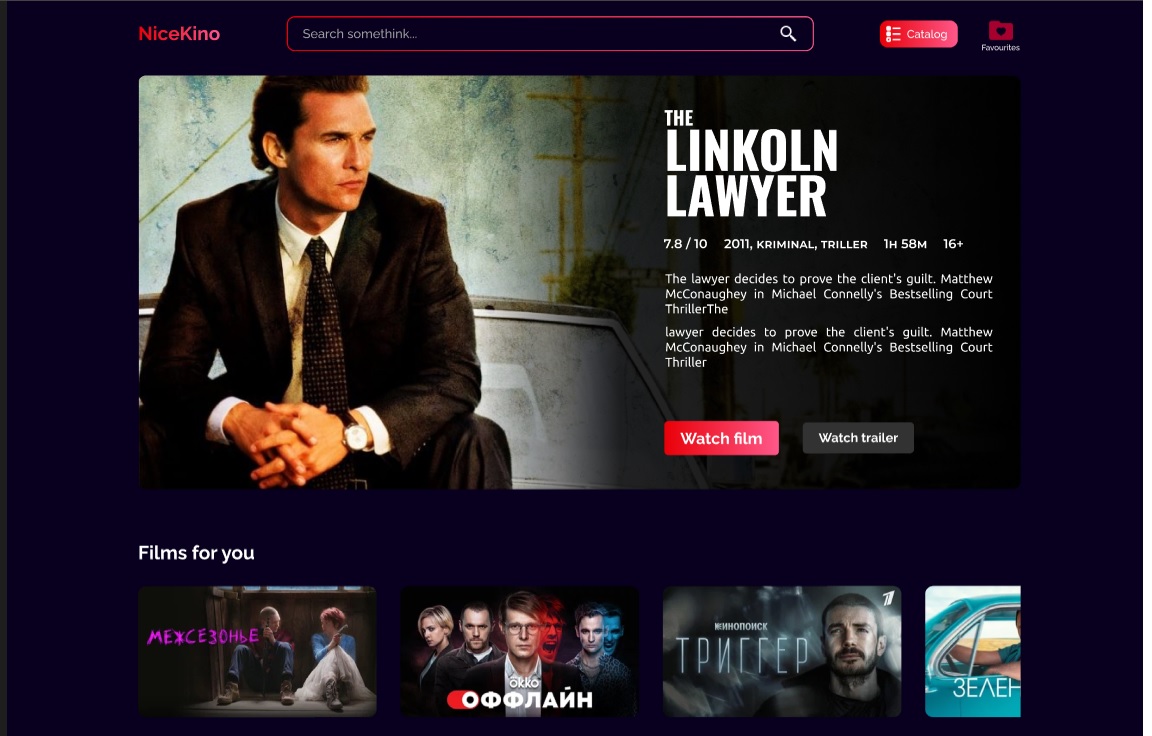 NiceKino
Search somethink...
Catalog
Favourites
THE
LINKOLN
LAWYER
7.8 / 10 2011, KRIMINAL, TRILLER 1H 58M 16+
The lawyer decides to prove the client's guilt. Matthew
McConaughey in Michael Connelly's Bestselling Court
ThrillerThe
lawyer decides to prove the client's guilt. Matthew
McConaughey in Michael Connelly's Bestselling Court
Thriller
Watch film
Watch trailer
Films for you
МЕЖСЕЗОНЬЕ
okko
ОФФЛАЙН
КИНОПОИСК
ТРИГГЕР
1
ЗЕЛЕН